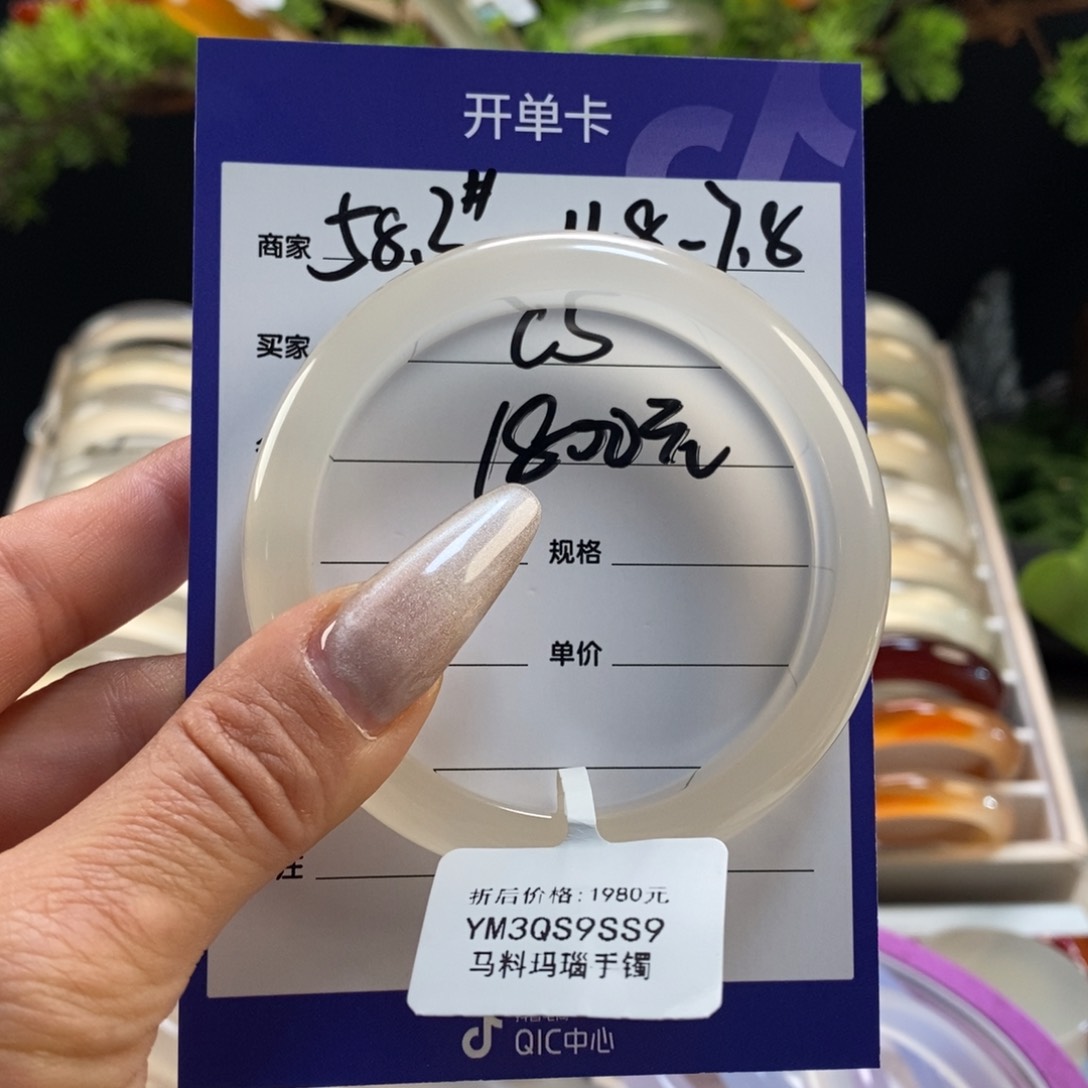 开单卡
商家 58.2# 11.8-7.8
买家 CS
1800元
规格
单价
注
折后价格:1980元
YM3QS9SS9
马料玛瑙手镯
QIC中心